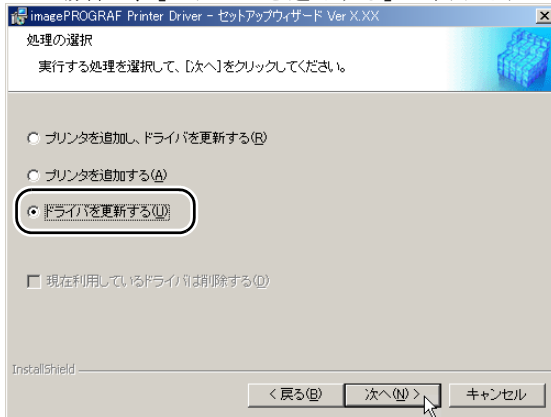 imagePROGRAF Printer Driver - セットアップウィザード Ver X.XX
処理の選択
実行する処理を選択して、[次へ]をクリックしてください。
プリンタを追加し、ドライバを更新する(R)
プリンタを追加する(A)
ドライバを更新する(U)
現在利用しているドライバは削除する(D)
InstallShield
< 戻る(B)
次へ(N) >
キャンセル